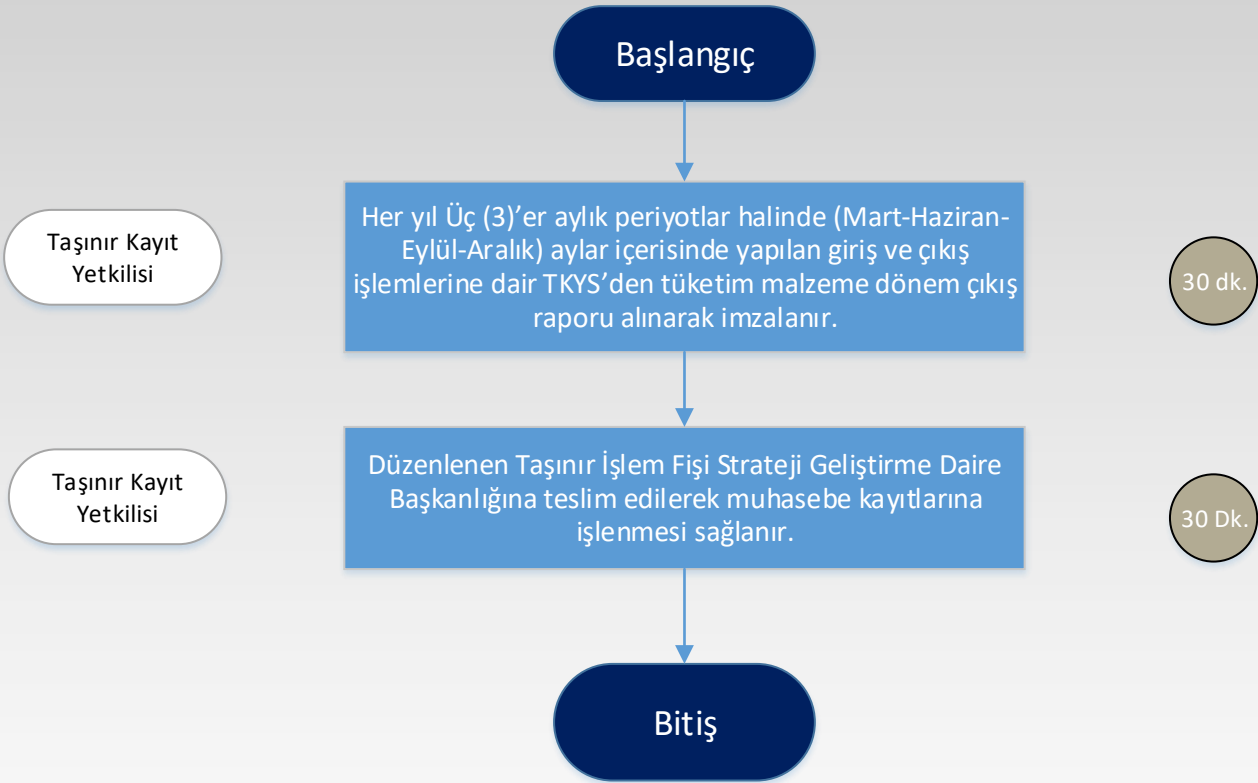 Başlangıç
Taşınır Kayıt
Yetkilisi
Her yıl Üç (3)’er aylık periyotlar halinde (Mart-Haziran-
Eylül-Aralık) aylar içerisinde yapılan giriş ve çıkış
işlemlerine dair TKYS’den tüketim malzeme dönem çıkış
raporu alınarak imzalanır.
30 dk.
Taşınır Kayıt
Yetkilisi
Düzenlenen Taşınır İşlem Fişi Strateji Geliştirme Daire
Başkanlığına teslim edilerek muhasebe kayıtlarına
işlenmesi sağlanır.
30 Dk.
Bitiş